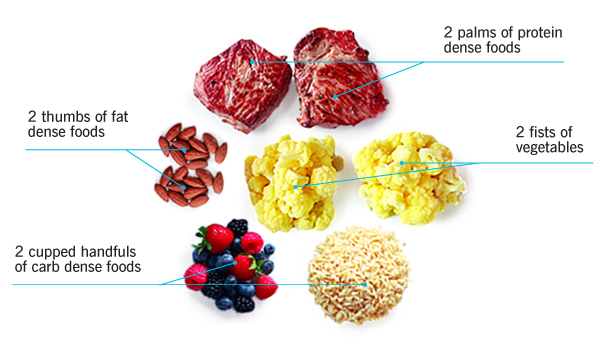 2 palms of protein
dense foods
2 thumbs of fat
dense foods
2 fists of
vegetables
2 cupped handfuls
of carb dense foods